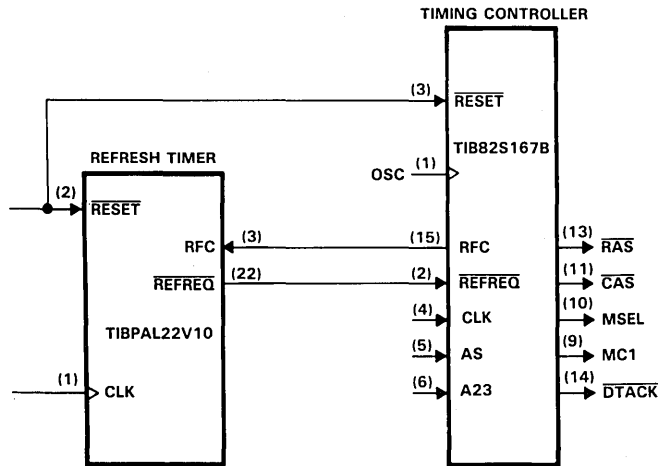 TIMING CONTROLLER
(3)
RESET
TIB82S167B
REFRESH TIMER
OSC
(1)
(2)
RESET
RFC
(3)
(15)
RFC
(13)
RAS
REFREQ
(22)
(2)
REFREQ
(11)
CAS
(4)
CLK
(10)
MSEL
TIBPAL22V10
(5)
AS
(9)
MC1
(1)
CLK
(6)
A23
(14)
DTACK